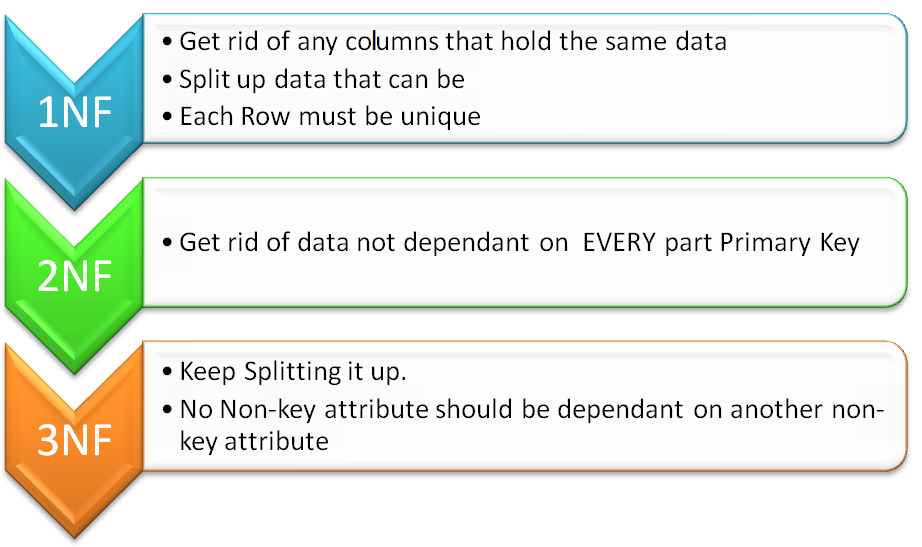 1NF
• Get rid of any columns that hold the same data
• Split up data that can be
• Each Row must be unique
2NF
• Get rid of data not dependant on EVERY part Primary Key
3NF
• Keep Splitting it up.
• No Non-key attribute should be dependant on another non-
key attribute